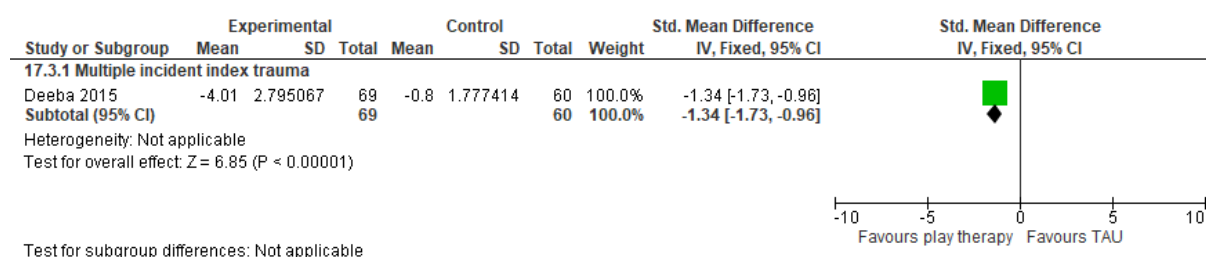 Experimental Control Std. Mean Difference Std. Mean Difference
Study or Subgroup Mean SD Total Mean SD Total Weight IV, Fixed, 95% CI IV, Fixed, 95% CI
17.3.1 Multiple incident index trauma
Deeba 2015 -4.01 2.795067 69 -0.8 1.777414 60 100.0% -1.34 [-1.73, -0.96]
Subtotal (95% CI) 69 60 100.0% -1.34 [-1.73, -0.96]
Heterogeneity: Not applicable
Test for overall effect: Z = 6.85 (P < 0.00001)
-10 -5 0 5 10
Favours play therapy Favours TAU
Test for subgroup differences: Not applicable